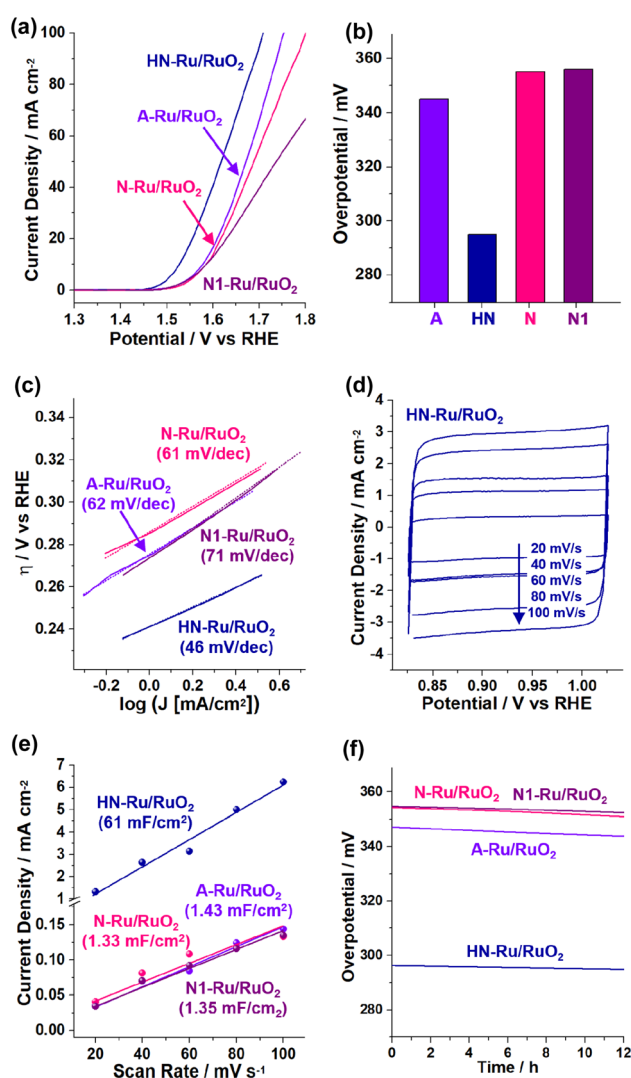 (a)
100
80
60
40
20
0
Current Density / mA cm-2
HN-Ru/RuO2
A-Ru/RuO2
N-Ru/RuO2
N1-Ru/RuO2
1.3 1.4 1.5 1.6 1.7 1.8
Potential / V vs RHE
(b)
360
340
320
300
280
Overpotential / mV
A HN N N1
(c)
0.34
0.32
0.30
0.28
0.26
0.24
η / V vs RHE
N-Ru/RuO2
(61 mV/dec)
A-Ru/RuO2
(62 mV/dec)
N1-Ru/RuO2
(71 mV/dec)
HN-Ru/RuO2
(46 mV/dec)
-0.2 0.0 0.2 0.4 0.6
log (J [mA/cm2])
(d)
4
3
2
1
0
-1
-2
-3
-4
Current Density / mA cm-2
HN-Ru/RuO2
20 mV/s
40 mV/s
60 mV/s
80 mV/s
100 mV/s
0.85 0.90 0.95 1.00
Potential / V vs RHE
(e)
7
6
5
4
3
2
1
0.15
0.10
0.05
0.00
Current Density / mA cm-2
HN-Ru/RuO2
(61 mF/cm2)
A-Ru/RuO2
(1.43 mF/cm2)
N-Ru/RuO2
(1.33 mF/cm2)
N1-Ru/RuO2
(1.35 mF/cm2)
20 40 60 80 100
Scan Rate / mV s-1
(f)
360
340
320
300
280
Overpotential / mV
N-Ru/RuO2
N1-Ru/RuO2
A-Ru/RuO2
HN-Ru/RuO2
0 2 4 6 8 10 12
Time / h